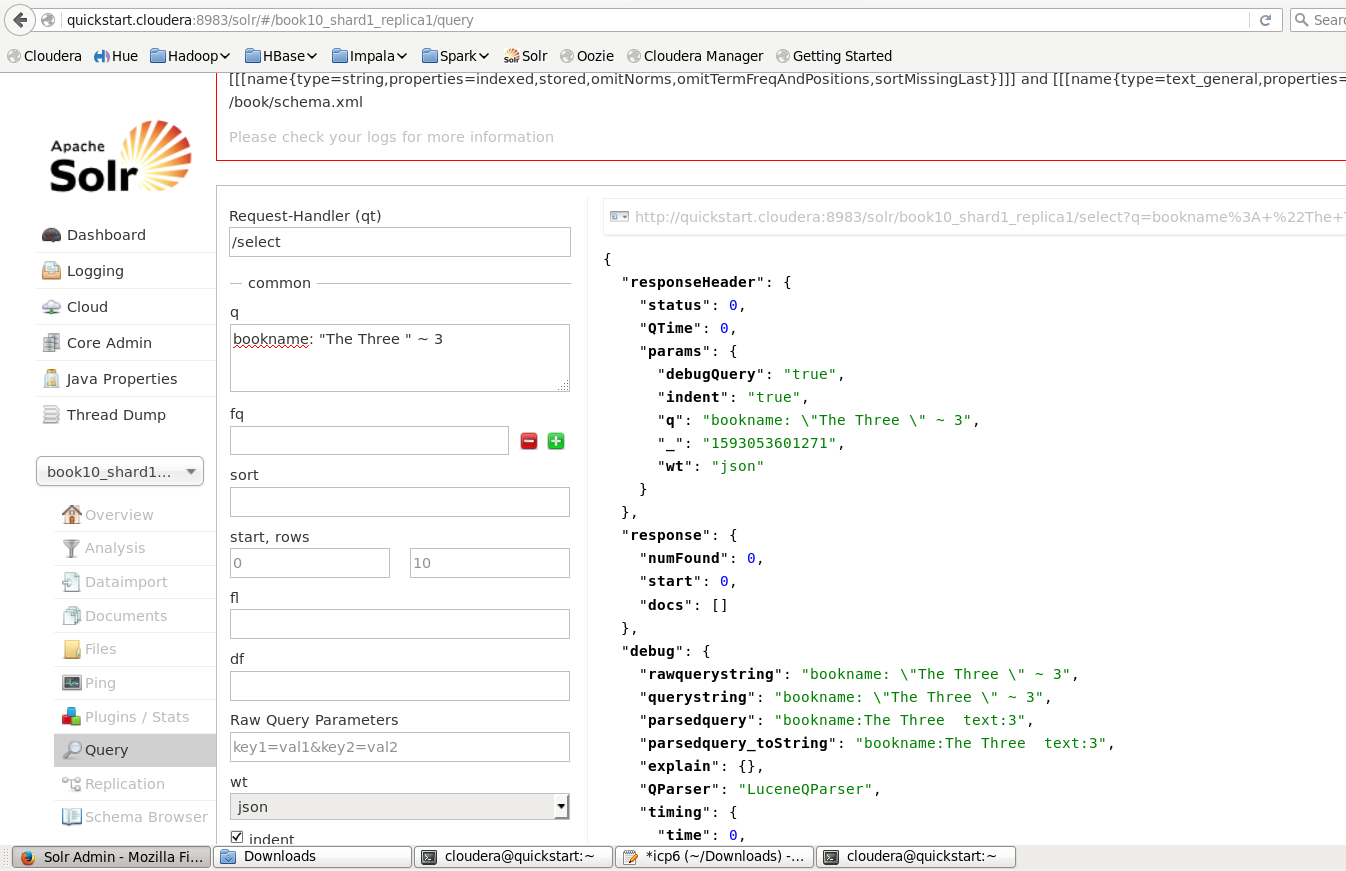 quickstart.cloudera:8983/solr/#/book10_shard1_replica1/query
Cloudera Hue Hadoop HBase Impala Spark Solr Oozie Cloudera Manager Getting Started
[[[name{type=string,properties=indexed,stored,omitNorms,omitTermFreqAndPositions,sortMissingLast}]]] and [[[name{type=text_general,properties=
/book/schema.xml
Please check your logs for more information
Apache
Solr
Dashboard
Logging
Cloud
Core Admin
Java Properties
Thread Dump
book10_shard1...
Overview
Analysis
Dataimport
Documents
Files
Ping
Plugins / Stats
Query
Replication
Schema Browser
Request-Handler (qt)
/select
common
q
bookname: "The Three " ~ 3
fq
sort
start, rows
0
10
fl
df
Raw Query Parameters
key1=val1&key2=val2
wt
json
indent
http://quickstart.cloudera:8983/solr/book10_shard1_replica1/select?q=bookname%3A+%22The+T
{
"responseHeader": {
"status": 0,
"QTime": 0,
"params": {
"debugQuery": "true",
"indent": "true",
"q": "bookname: \"The Three \" ~ 3",
"_": "1593053601271",
"wt": "json"
}
},
"response": {
"numFound": 0,
"start": 0,
"docs": []
},
"debug": {
"rawquerystring": "bookname: \"The Three \" ~ 3",
"querystring": "bookname: \"The Three \" ~ 3",
"parsedquery": "bookname:The Three  text:3",
"parsedquery_toString": "bookname:The Three  text:3",
"explain": {},
"QParser": "LuceneQParser",
"timing": {
"time": 0,
Solr Admin - Mozilla Fi...
Downloads
cloudera@quickstart:~
*icp6 (~/Downloads) -...
cloudera@quickstart:~